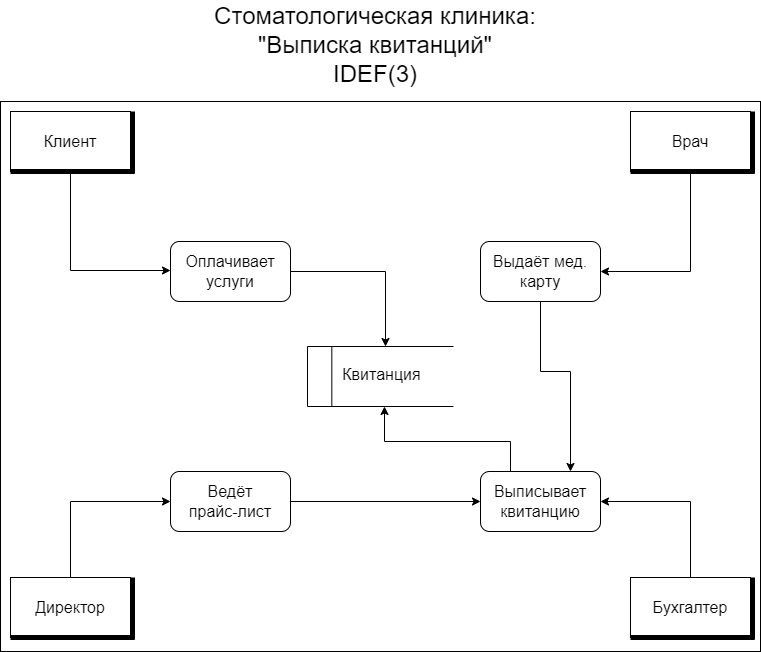 Стоматологическая клиника:
"Выписка квитанций"
IDEF(3)
Клиент
Врач
Оплачивает
услуги
Выдаёт мед.
карту
Квитанция
Ведёт
прайс-лист
Выписывает
квитанцию
Директор
Бухгалтер